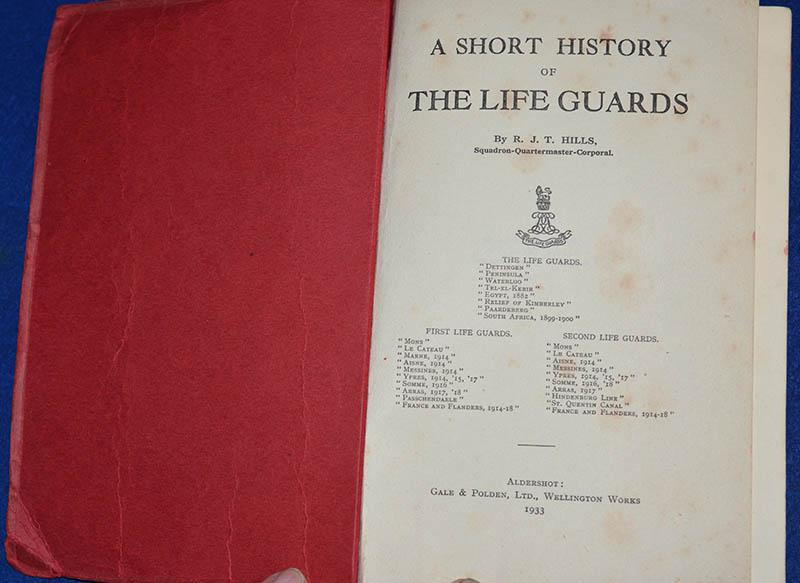 A SHORT HISTORY
OF
THE LIFE GUARDS
By R. J. T. HILLS,
Squadron-Quartermaster-Corporal.
THE LIFE GUARDS
THE LIFE GUARDS.
"DETTINGEN"
"PENINSULA"
"WATERLOO"
"TEL-EL-KEBIR"
"EGYPT, 1882"
"RELIEF OF KIMBERLEY"
"PAARDEBERG"
"SOUTH AFRICA, 1899-1900"
FIRST LIFE GUARDS.
"MONS"
"LE CATEAU"
"MARNE, 1914"
"AISNE, 1914"
"MESSINES, 1914"
"YPRES, 1914, '15, '17"
"SOMME, 1916"
"ARRAS, 1917, '18"
"PASSCHENDAELE"
"FRANCE AND FLANDERS, 1914-18"
SECOND LIFE GUARDS.
"MONS"
"LE CATEAU"
"AISNE, 1914"
"MESSINES, 1914"
"YPRES, 1914, '15, '17"
"SOMME, 1916, '18"
"ARRAS, 1917"
"HINDENBURG LINE"
"ST. QUENTIN CANAL"
"FRANCE AND FLANDERS, 1914-18"
ALDERSHOT:
GALE & POLDEN, LTD., WELLINGTON WORKS
1933